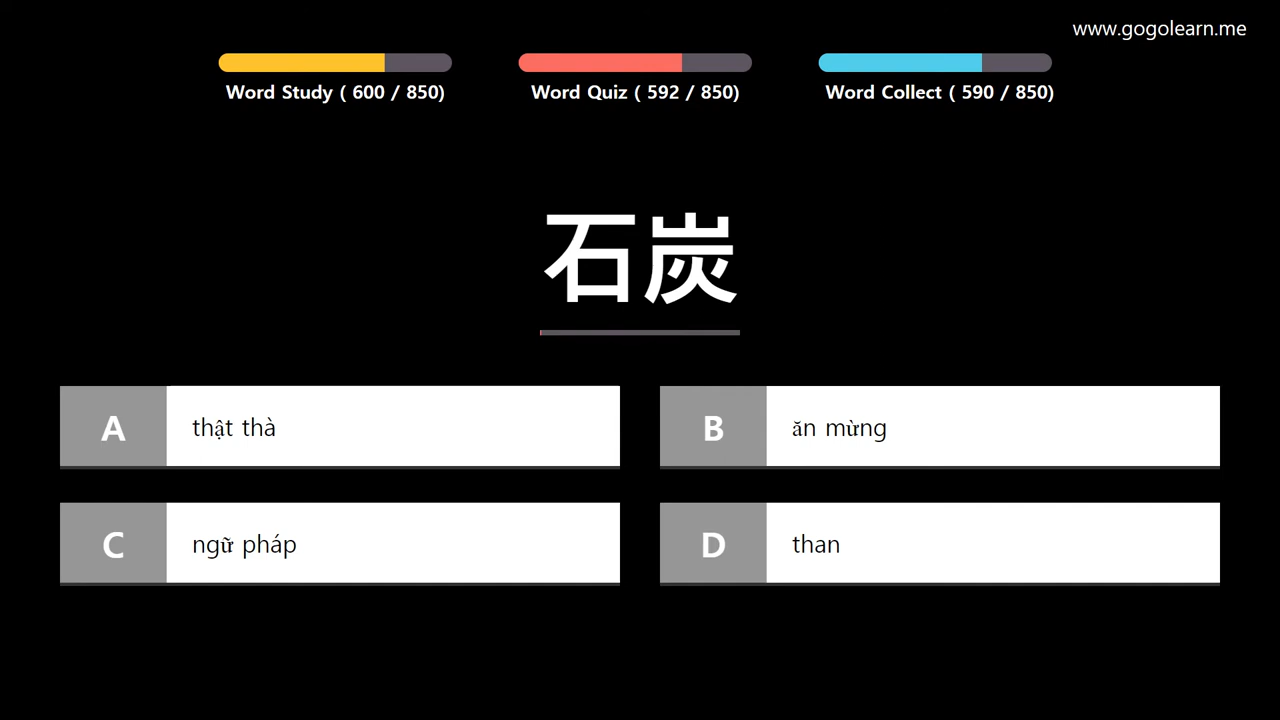 www.gogolearn.me
Word Study ( 600 / 850)
Word Quiz ( 592 / 850)
Word Collect ( 590 / 850)
石炭
A thật thà
B ăn mừng
C ngữ pháp
D than